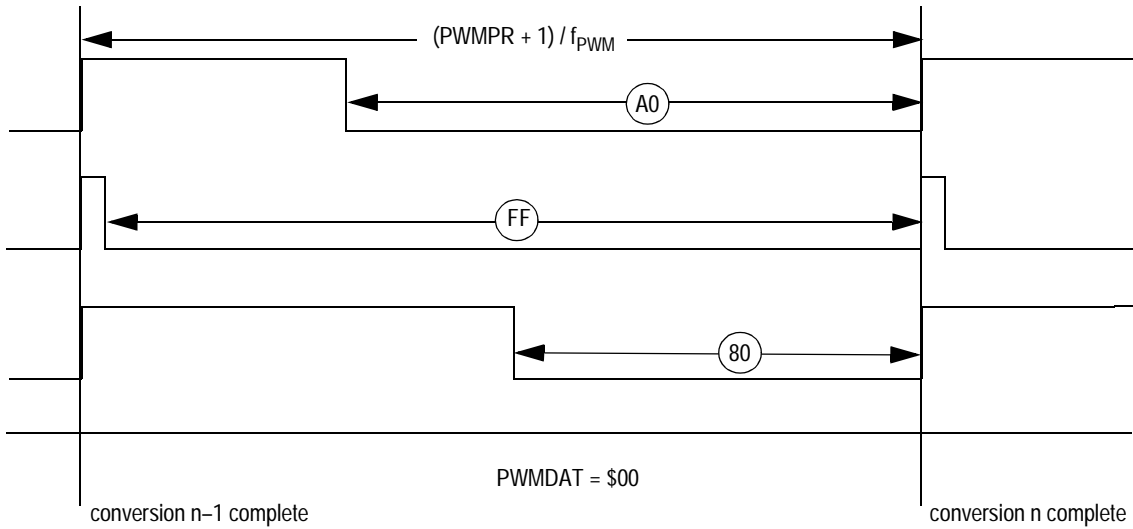 (PWMPR + 1) / fPWM
A0
FF
80
PWMDAT = $00
conversion n–1 complete
conversion n complete